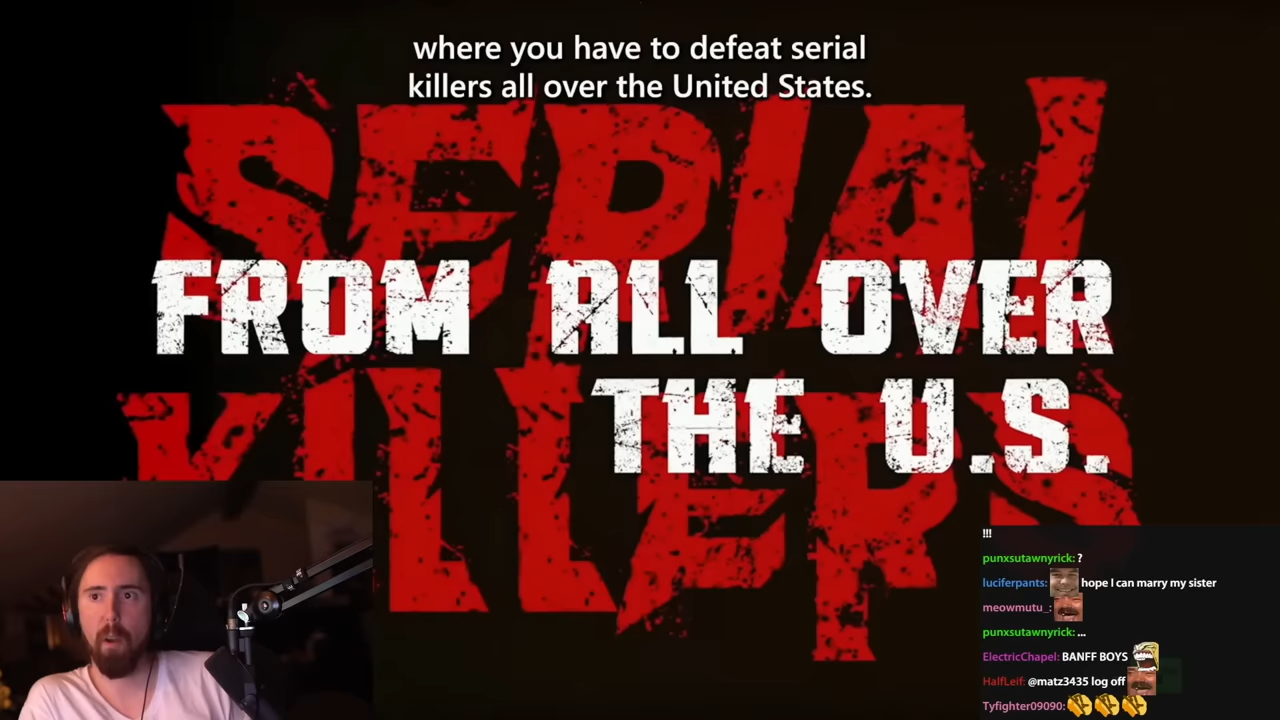 where you have to defeat serial
killers all over the United States.
SERIAL
FROM ALL OVER
THE U.S.
KILLERS
!!!
punxsutawnyrick: ?
luciferpants: hope I can marry my sister
meowmutu_:
punxsutawnyrick: ...
ElectricChapel: BANFF BOYS
HalfLeif: @matz3435 log off
Tyfighter09090: